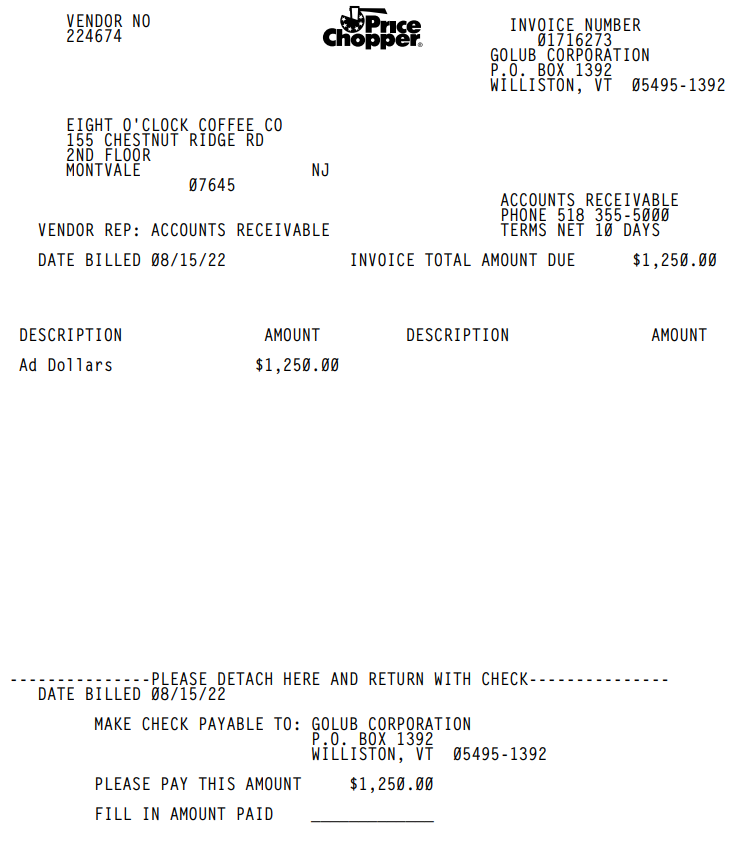 VENDOR NO
224674
Price
Chopper®
INVOICE NUMBER
01716273
GOLUB CORPORATION
P.O. BOX 1392
WILLISTON, VT 05495-1392
EIGHT O'CLOCK COFFEE CO
155 CHESTNUT RIDGE RD
2ND FLOOR
MONTVALE NJ
07645
ACCOUNTS RECEIVABLE
PHONE 518 355-5000
VENDOR REP: ACCOUNTS RECEIVABLE TERMS NET 10 DAYS
DATE BILLED 08/15/22 INVOICE TOTAL AMOUNT DUE $1,250.00
DESCRIPTION AMOUNT DESCRIPTION AMOUNT
Ad Dollars $1,250.00
---------------PLEASE DETACH HERE AND RETURN WITH CHECK---------------
DATE BILLED 08/15/22
MAKE CHECK PAYABLE TO: GOLUB CORPORATION
P.O. BOX 1392
WILLISTON, VT 05495-1392
PLEASE PAY THIS AMOUNT $1,250.00
FILL IN AMOUNT PAID _____________